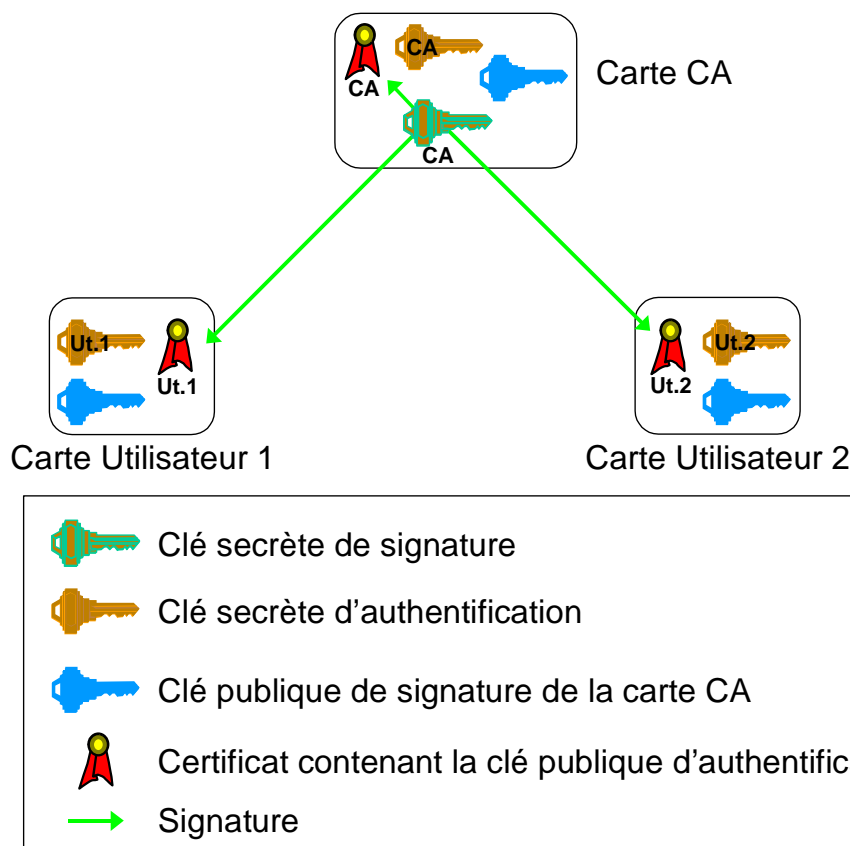 CA
CA
Carte CA
CA
Ut.1
Ut.1
Ut.2
Ut.2
Carte Utilisateur 1
Carte Utilisateur 2
Clé secrète de signature
Clé secrète d'authentification
Clé publique de signature de la carte CA
Certificat contenant la clé publique d'authentific
Signature